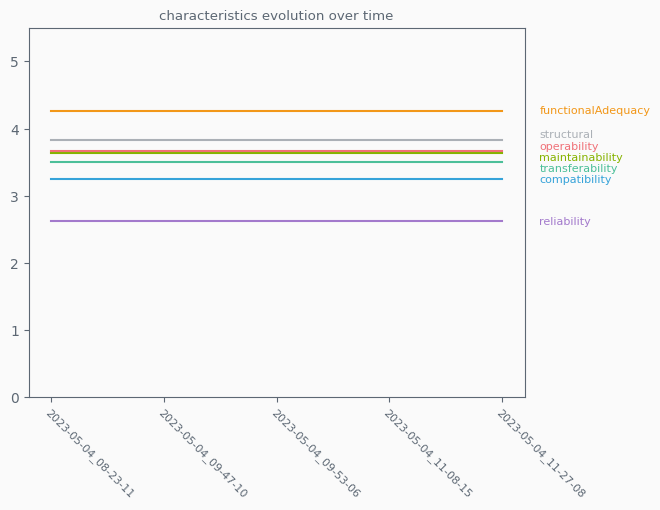 characteristics evolution over time
5
4
3
2
1
0
functionalAdequacy
structural
operability
maintainability
transferability
compatibility
reliability
2023-05-04_08-23-11
2023-05-04_09-47-10
2023-05-04_09-53-06
2023-05-04_11-08-15
2023-05-04_11-27-08